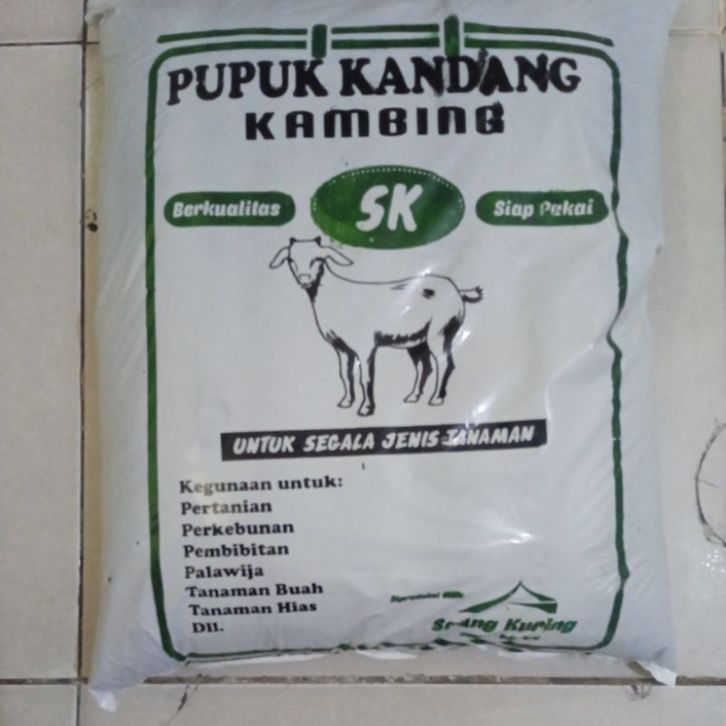 PUPUK KANDANG
KAMBING
Berkualitas
SK
Siap Pakai
UNTUK SEGALA JENIS TANAMAN
Kegunaan untuk:
Pertanian
Perkebunan
Pembibitan
Palawija
Tanaman Buah
Tanaman Hias
Dll.
Kuring